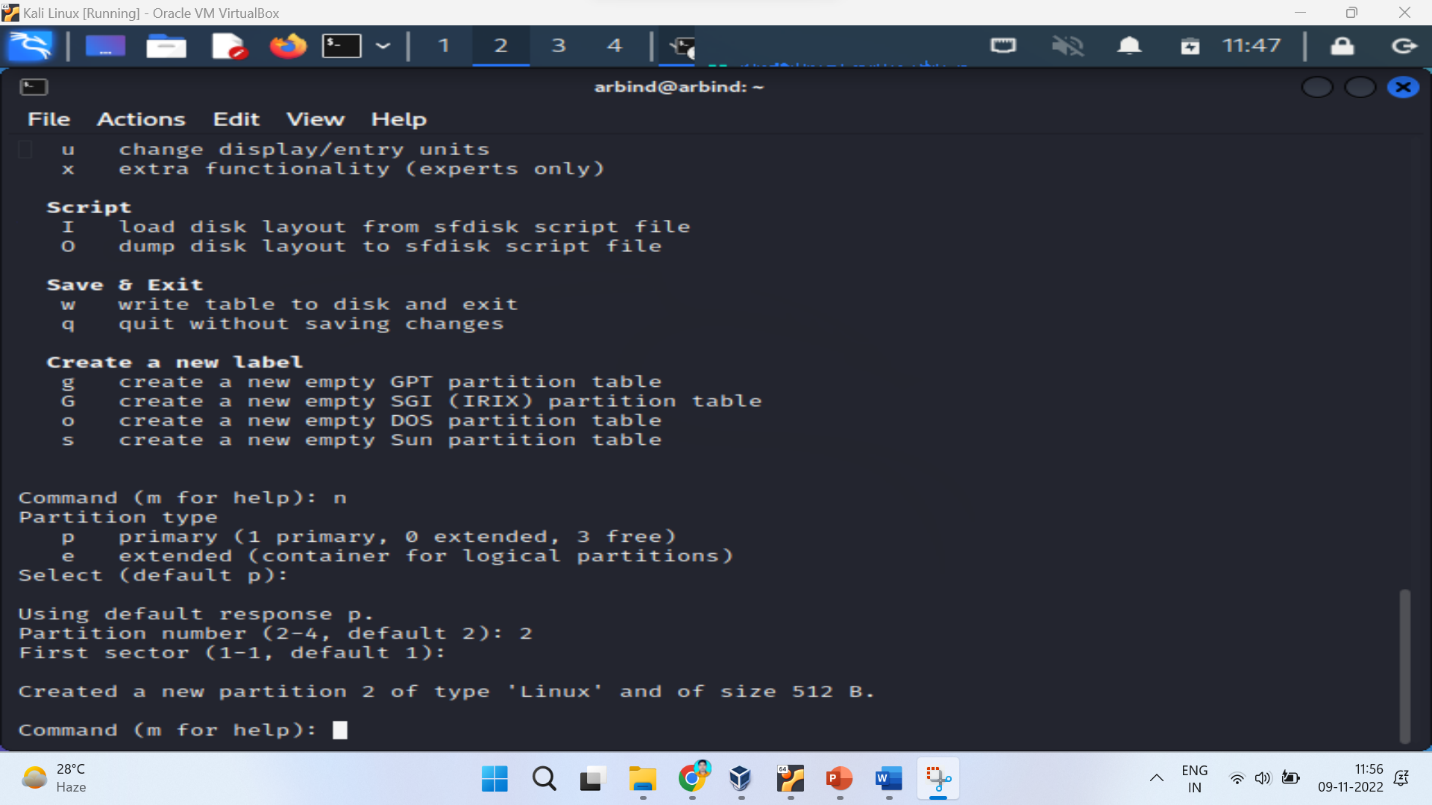 Kali Linux [Running] - Oracle VM VirtualBox
1 2 3 4 11:47
arbind@arbind: ~
File Actions Edit View Help
u change display/entry units
x extra functionality (experts only)
Script
I load disk layout from sfdisk script file
O dump disk layout to sfdisk script file
Save & Exit
w write table to disk and exit
q quit without saving changes
Create a new label
g create a new empty GPT partition table
G create a new empty SGI (IRIX) partition table
o create a new empty DOS partition table
s create a new empty Sun partition table
Command (m for help): n
Partition type
p primary (1 primary, 0 extended, 3 free)
e extended (container for logical partitions)
Select (default p):
Using default response p.
Partition number (2-4, default 2): 2
First sector (1-1, default 1):
Created a new partition 2 of type 'Linux' and of size 512 B.
Command (m for help):
28°C
Haze
64
P
W
ENG
IN
11:56
09-11-2022